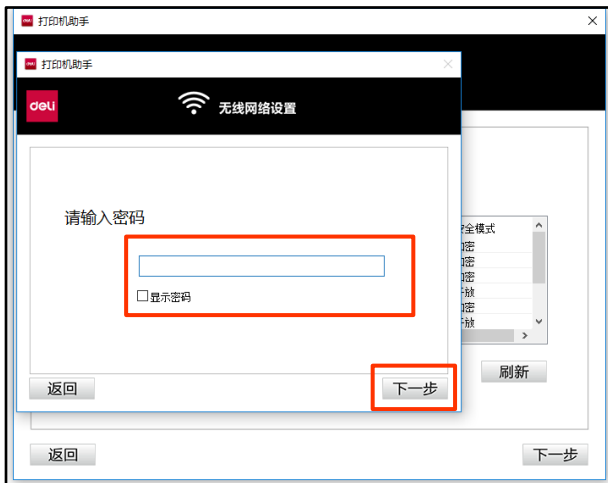 打印机助手
打印机助手
deli
无线网络设置
请输入密码
显示密码
返回
下一步
全模式
加密
加密
加密
开放
加密
开放
刷新
返回
下一步